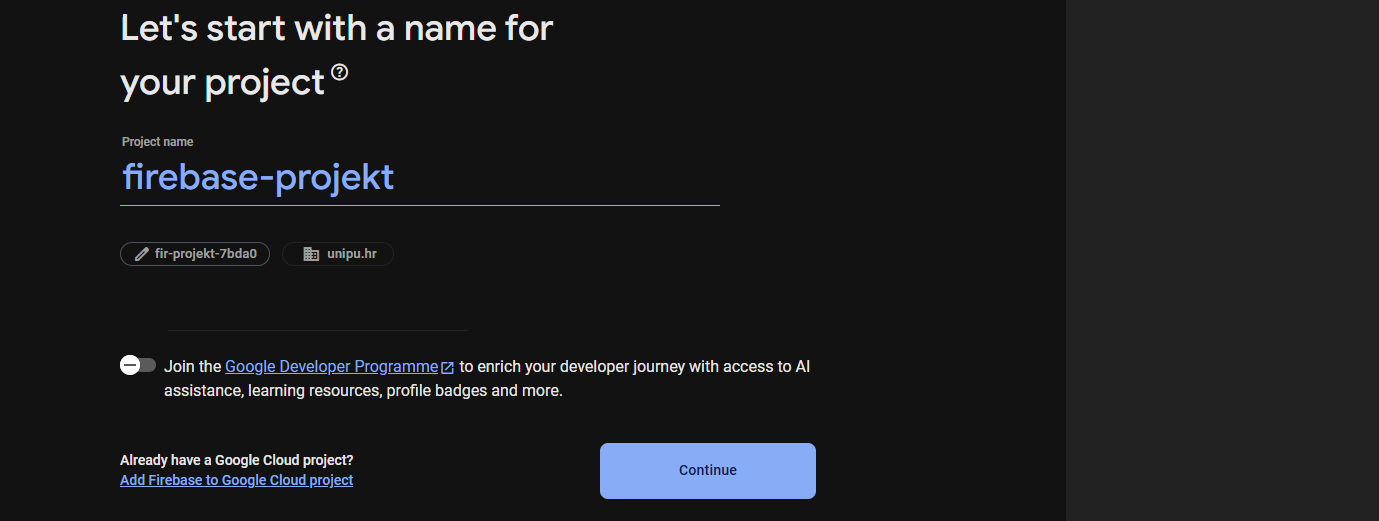 Let's start with a name for
your project
Project name
firebase-projekt
fir-projekt-7bda0
unipu.hr
Join the Google Developer Programme to enrich your developer journey with access to AI
assistance, learning resources, profile badges and more.
Already have a Google Cloud project?
Add Firebase to Google Cloud project
Continue